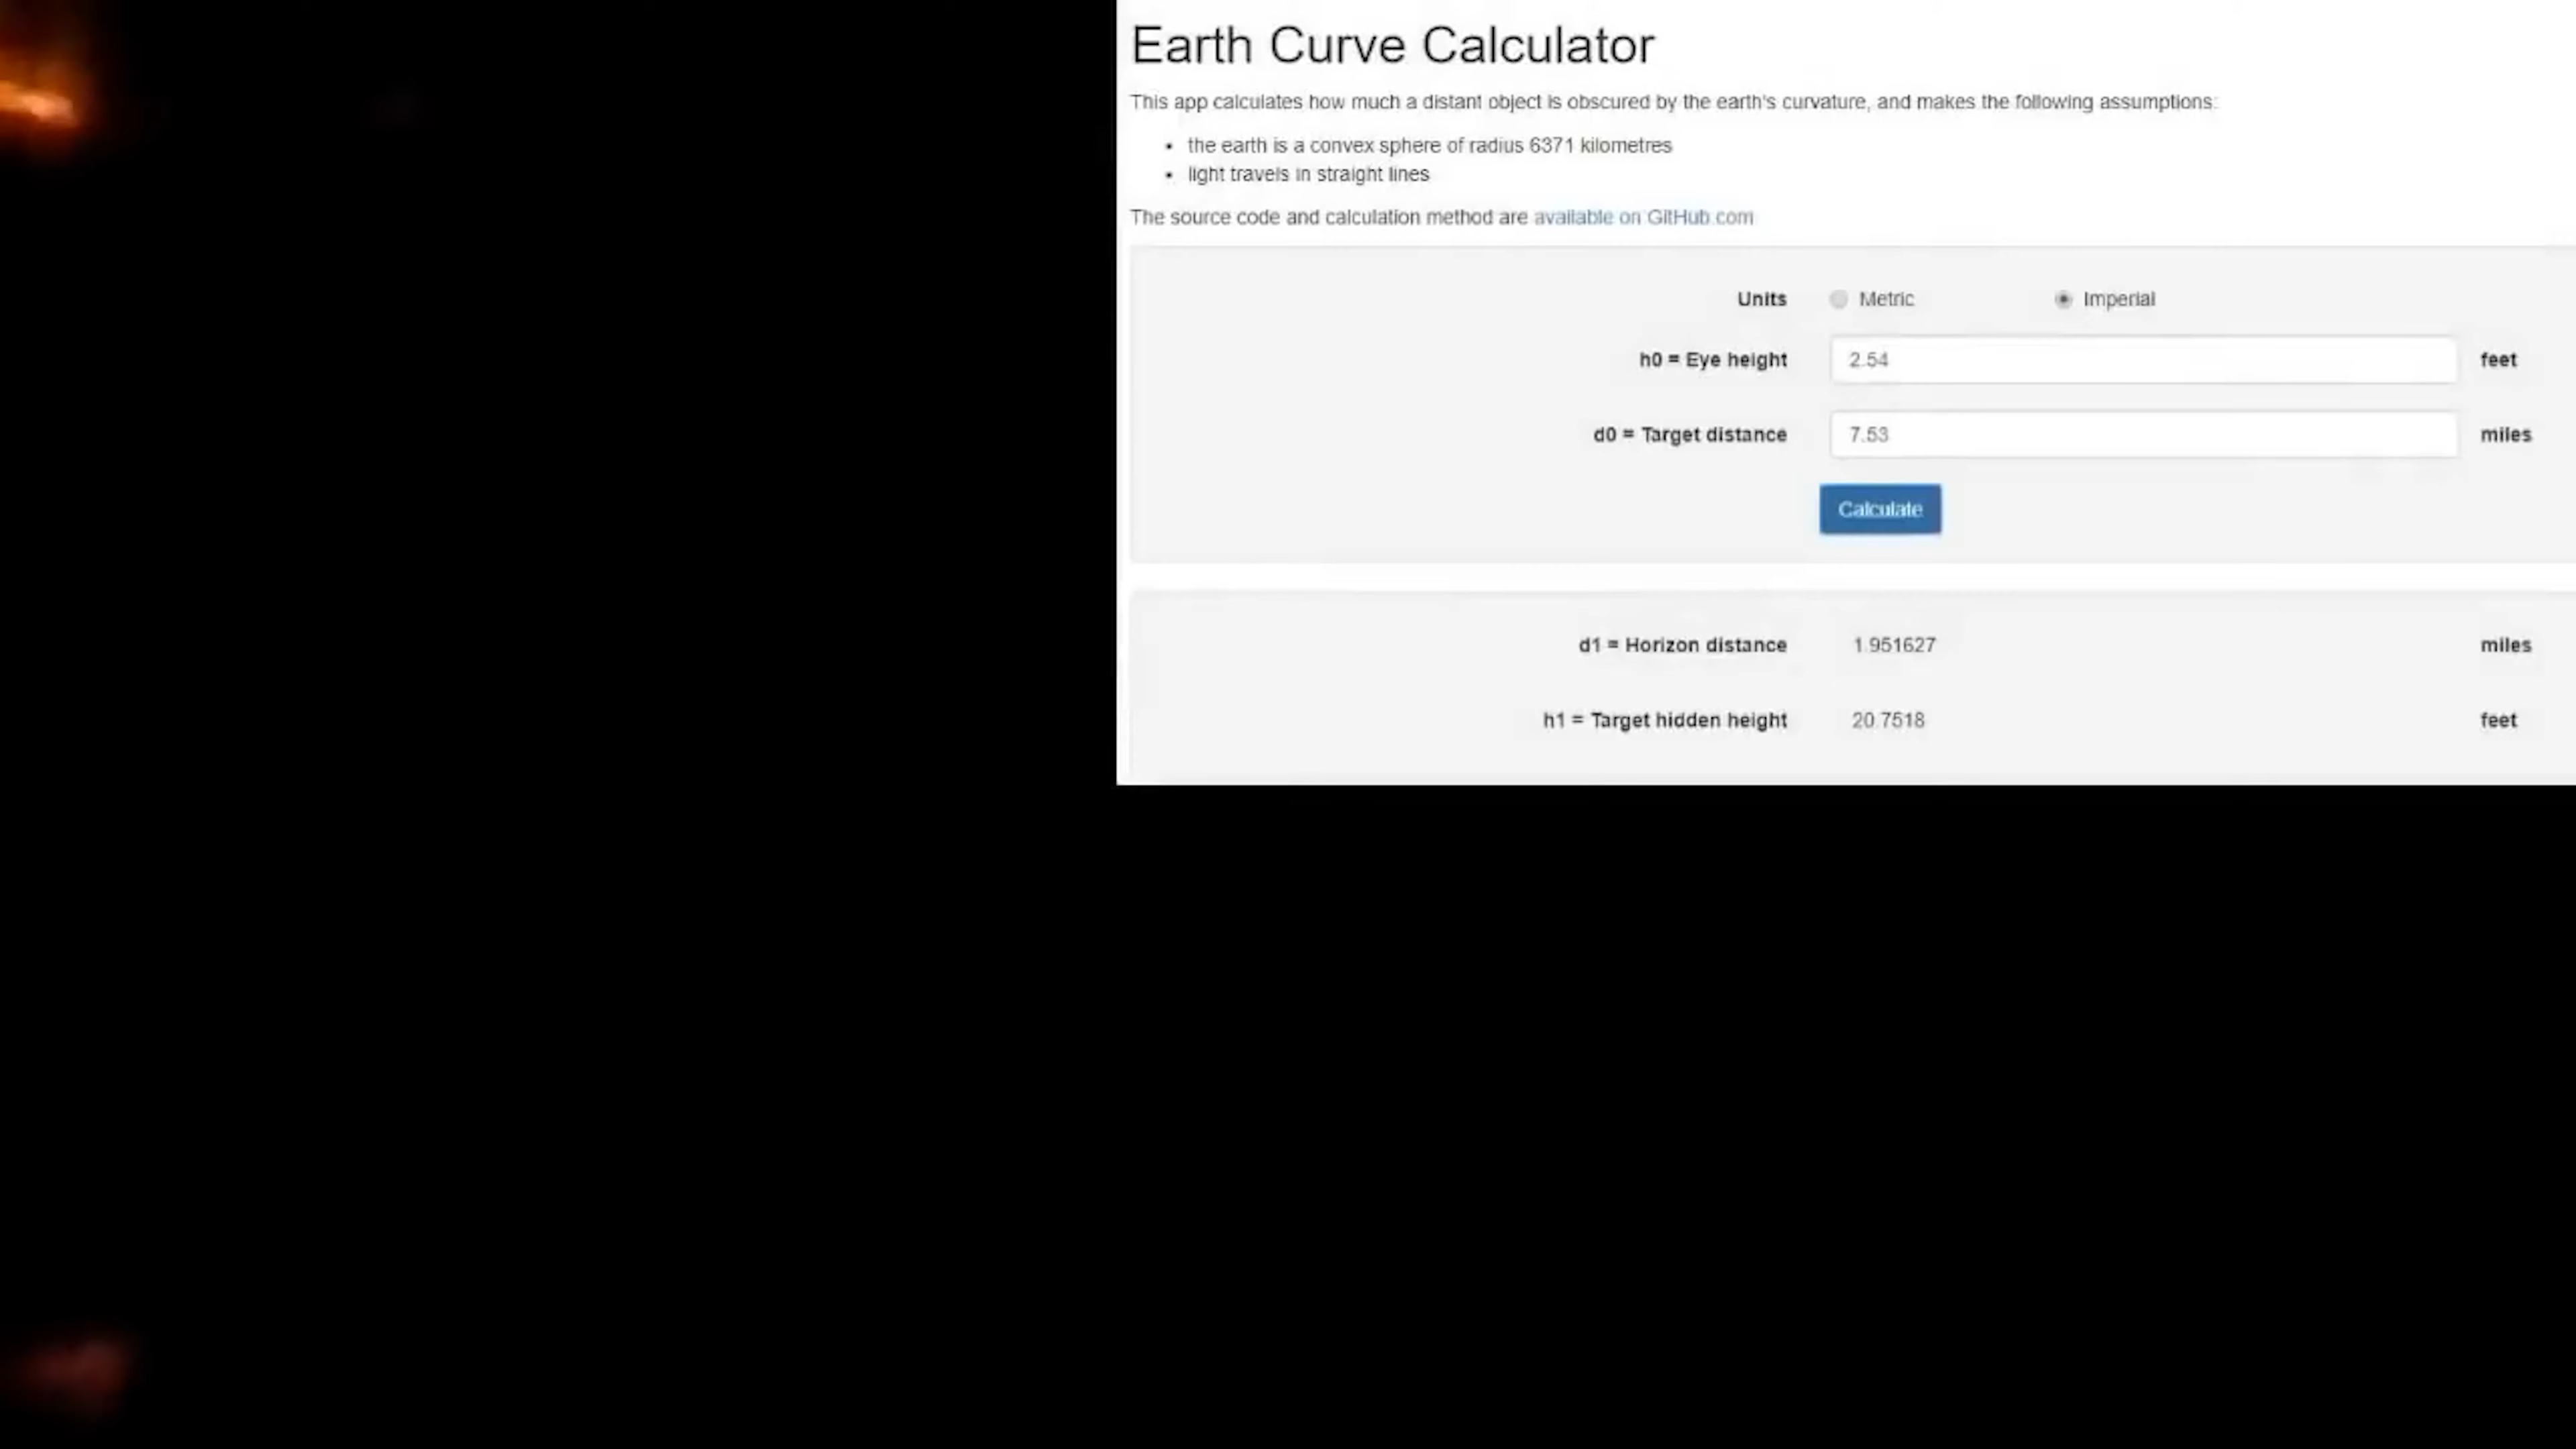 Earth Curve Calculator
This app calculates how much a distant object is obscured by the earth's curvature, and makes the following assumptions:
• the earth is a convex sphere of radius 6371 kilometres
• light travels in straight lines
The source code and calculation method are available on GitHub.com
Units Metric Imperial
h0 = Eye height 2.54 feet
d0 = Target distance 7.53 miles
Calculate
d1 = Horizon distance 1.951627 miles
h1 = Target hidden height 20.7518 feet